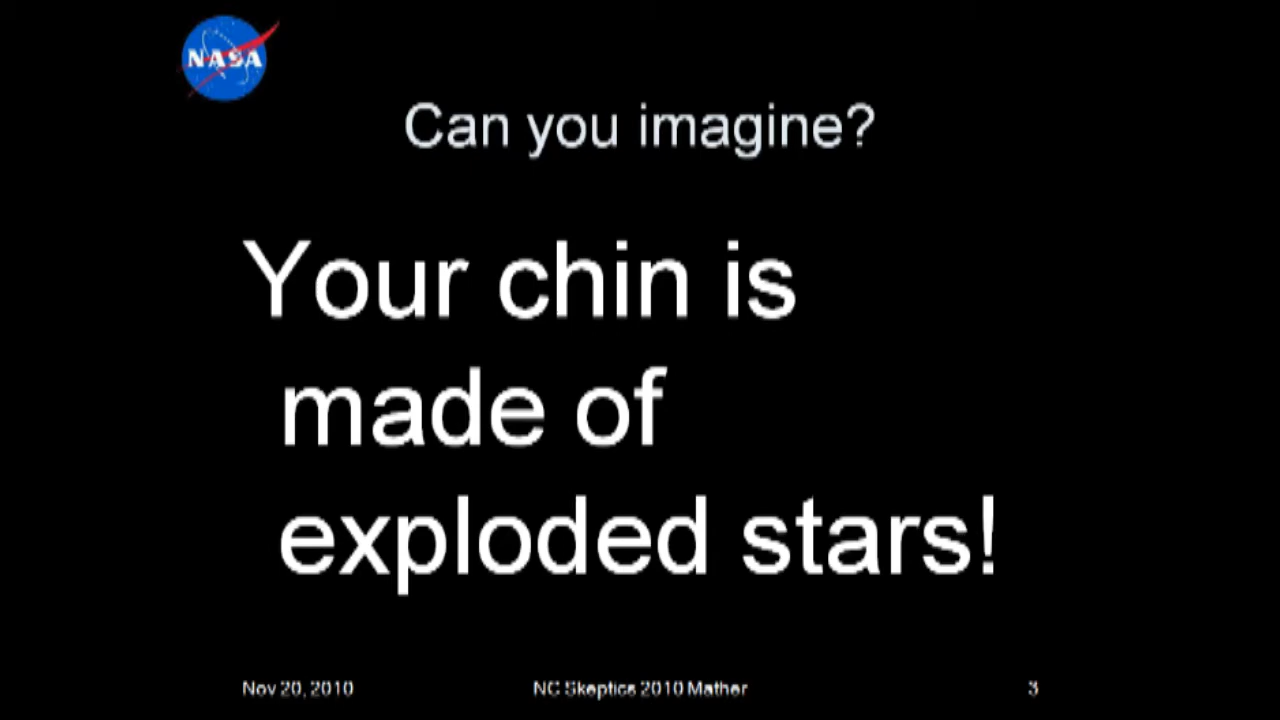 NASA
Can you imagine?
Your chin is
made of
exploded stars!
Nov 20, 2010 NC Skeptics 2010 Mather 3